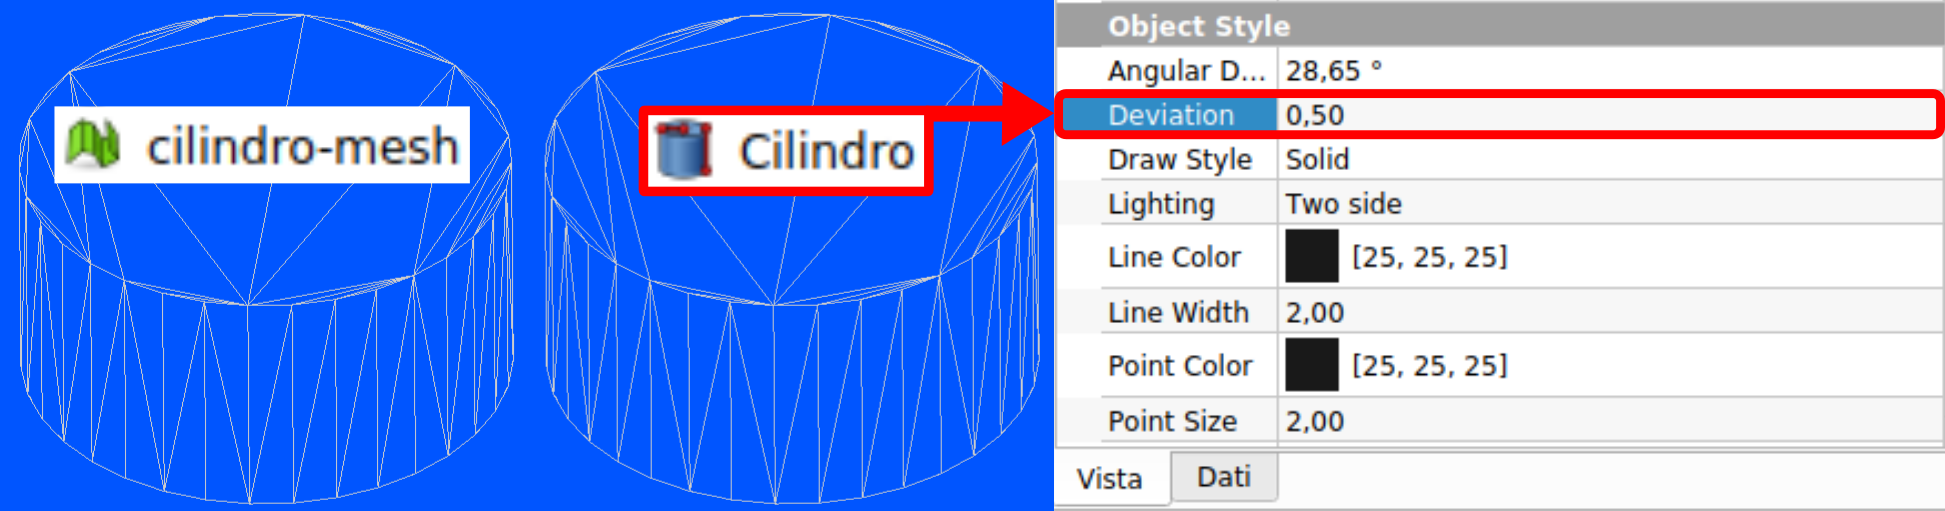 cilindro-mesh
Cilindro
Object Style
Angular D... 28,65 °
Deviation 0,50
Draw Style Solid
Lighting Two side
Line Color [25, 25, 25]
Line Width 2,00
Point Color [25, 25, 25]
Point Size 2,00
Vista Dati